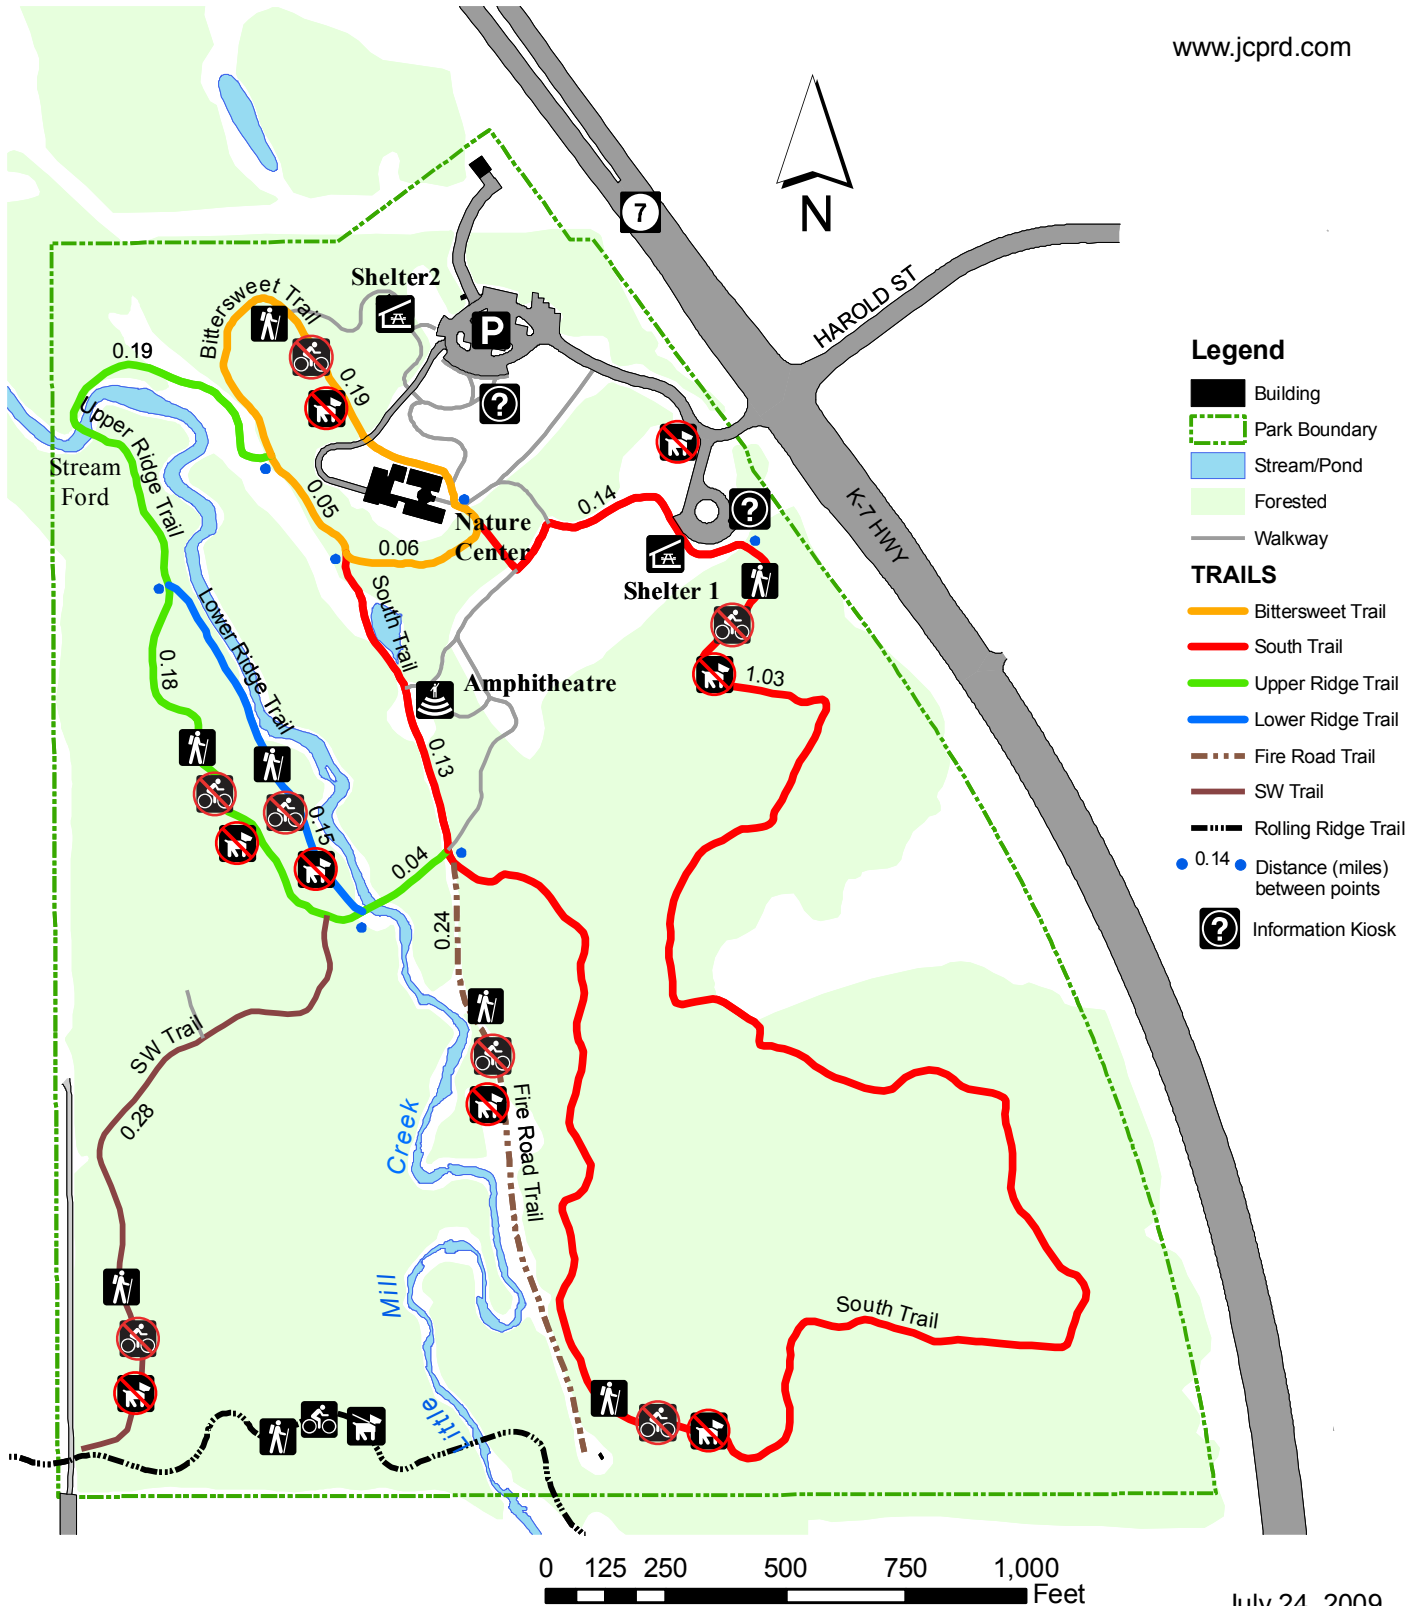 www.jcprd.com
7
N
HAROLD ST
Shelter2
Bittersweet Trail
P
0.19
0.19
?
Upper Ridge Trail
Stream
Ford
0.05
Nature
Center
0.14
?
K-7 HWY
0.06
Shelter 1
South Trail
Lower Ridge Trail
0.18
Amphitheatre
1.03
0.13
0.15
0.04
0.24
SW Trail
0.28
Fire Road Trail
Creek
Mill
Little
South Trail
Legend
Building
Park Boundary
Stream/Pond
Forested
Walkway
TRAILS
Bittersweet Trail
South Trail
Upper Ridge Trail
Lower Ridge Trail
Fire Road Trail
SW Trail
Rolling Ridge Trail
0.14 Distance (miles)
between points
? Information Kiosk
0 125 250 500 750 1,000
Feet
July 24, 2009